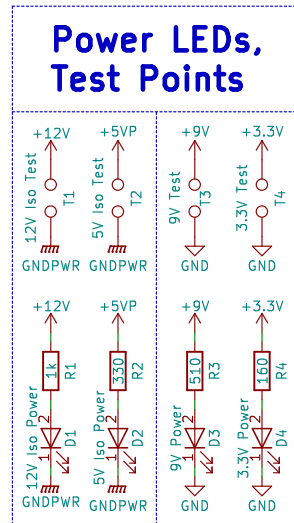 Power LEDs,
Test Points
+12V
+5VP
+9V
+3.3V
12V Iso Test
T1
5V Iso Test
T2
9V Test
T3
3.3V Test
T4
GNDPWR
GNDPWR
GND
GND
+12V
+5VP
+9V
+3.3V
1k
R1
330
R2
510
R3
160
R4
12V Iso Power
2
1
D1
5V Iso Power
2
1
D2
9V Power
2
1
D3
3.3V Power
2
1
D4
GNDPWR
GNDPWR
GND
GND